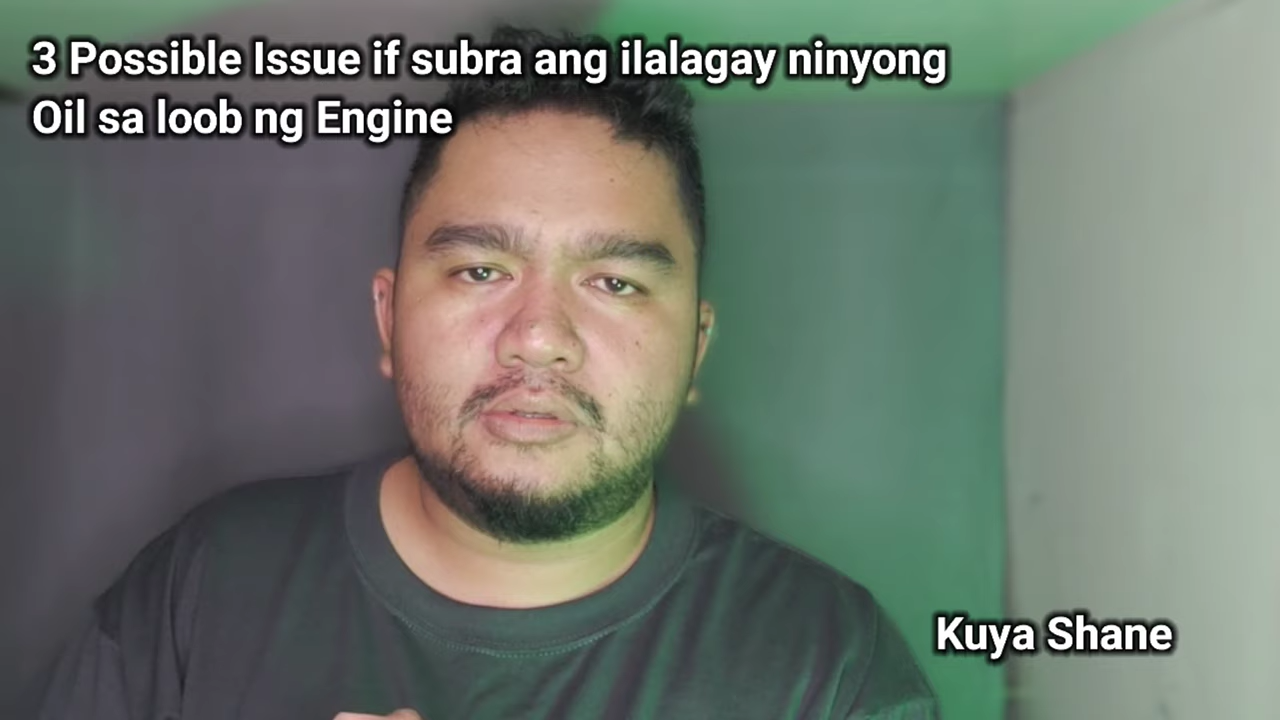 3 Possible Issue if subra ang ilalagay ninyong
Oil sa loob ng Engine
Kuya Shane